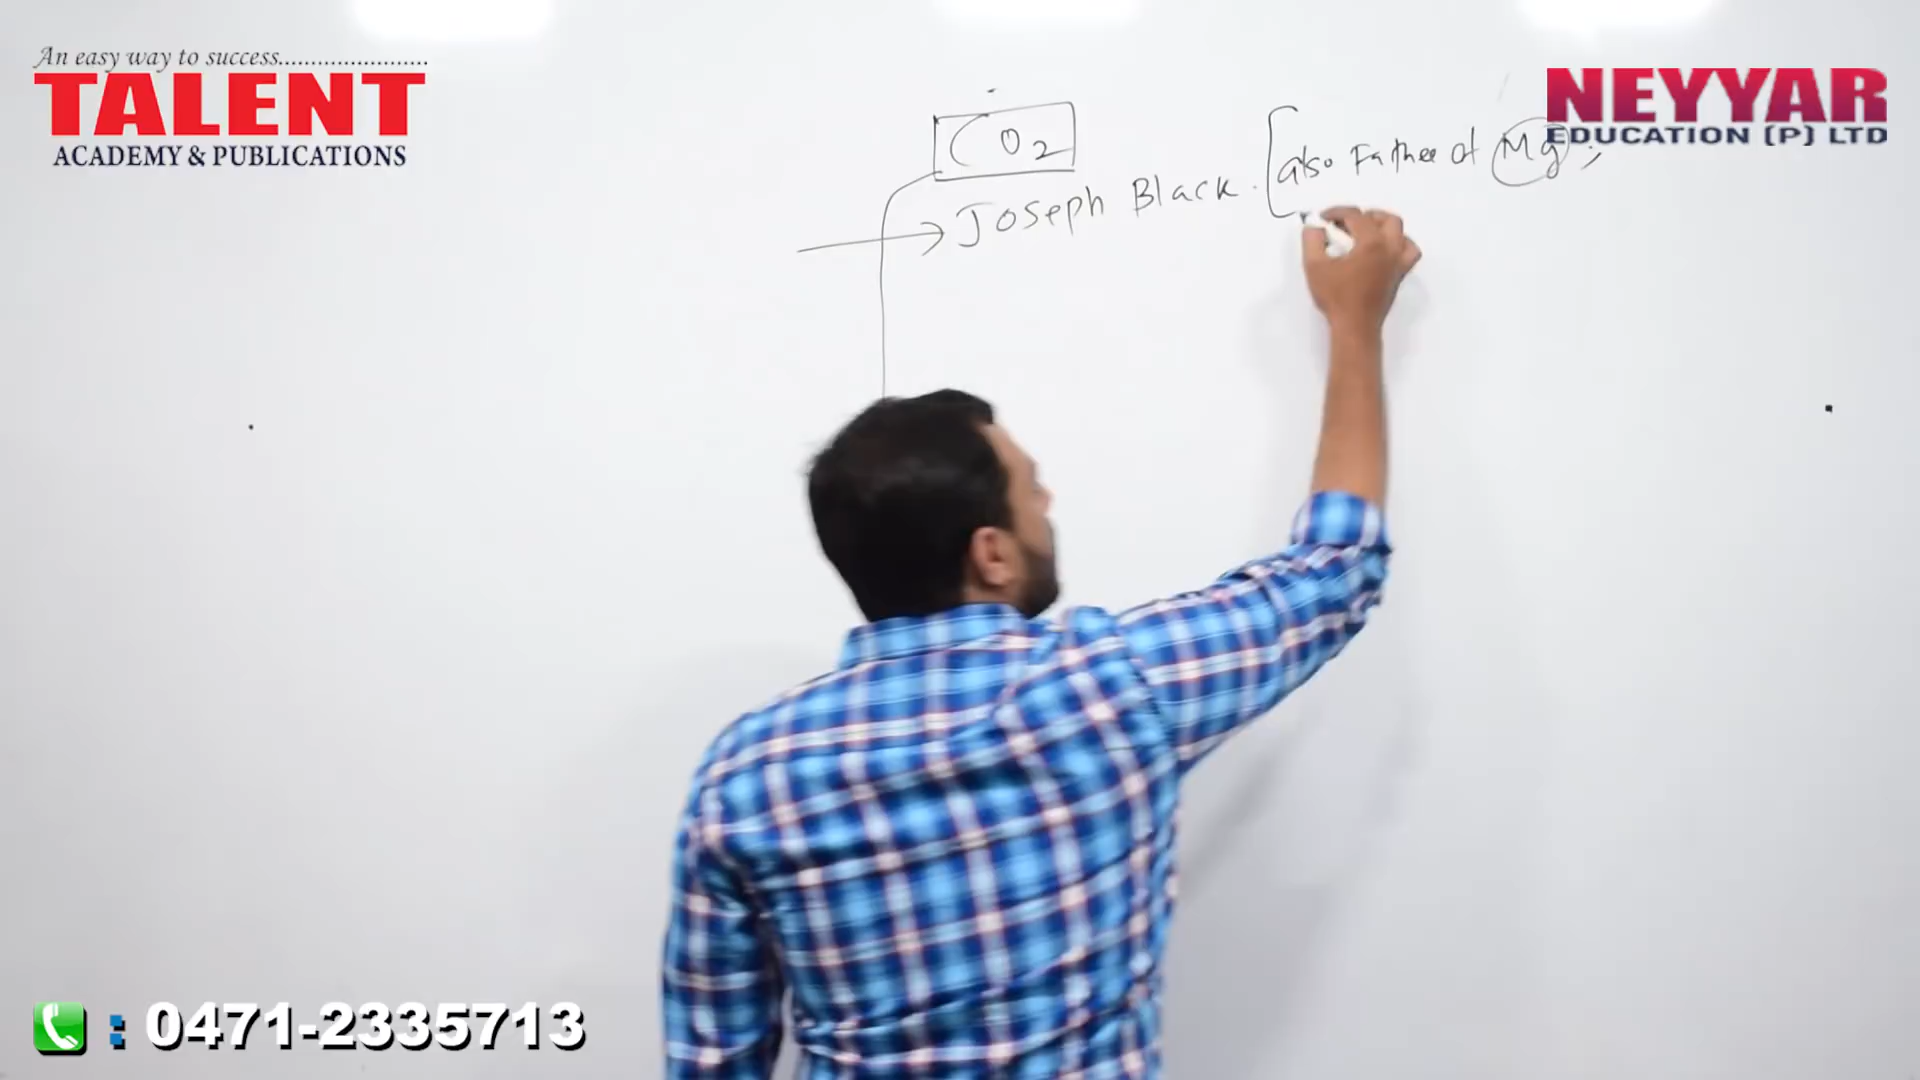 An easy way to success.......................
TALENT
ACADEMY & PUBLICATIONS
NEYYAR
EDUCATION (P) LTD
CO2
Joseph Black. [also Father of Mg;
: 0471-2335713